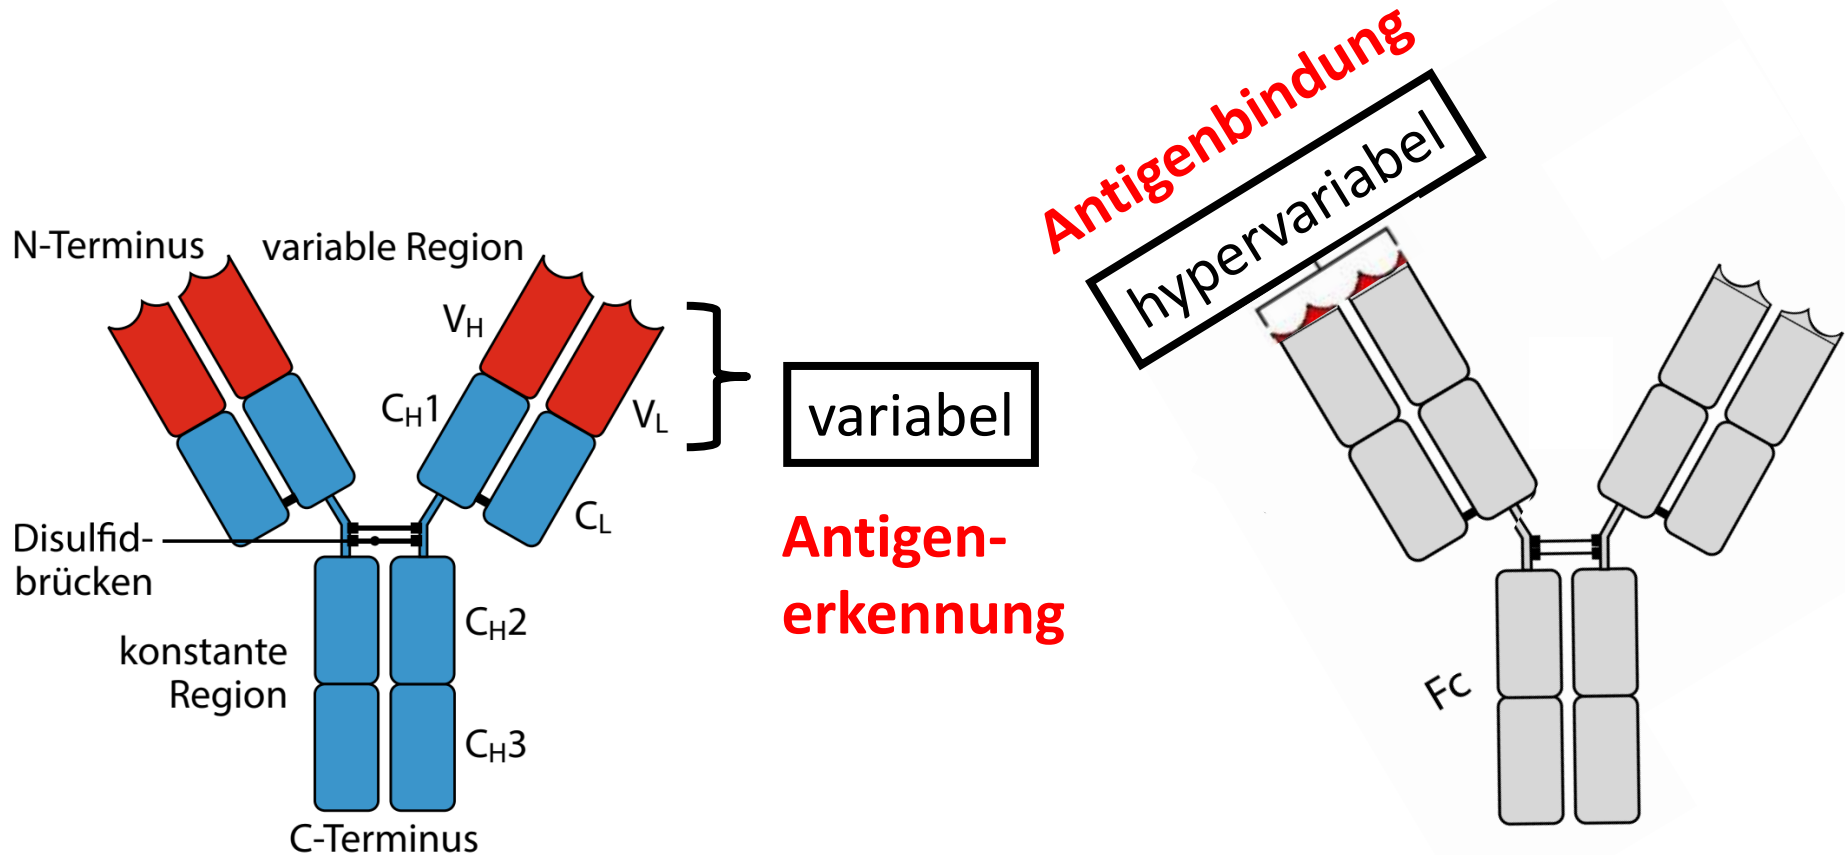 N-Terminus
variable Region
VH
CH1
VL
CL
Disulfid-
brücken
konstante
Region
CH2
CH3
C-Terminus
variabel
Antigen-
erkennung
Antigenbindung
hypervariabel
Fc